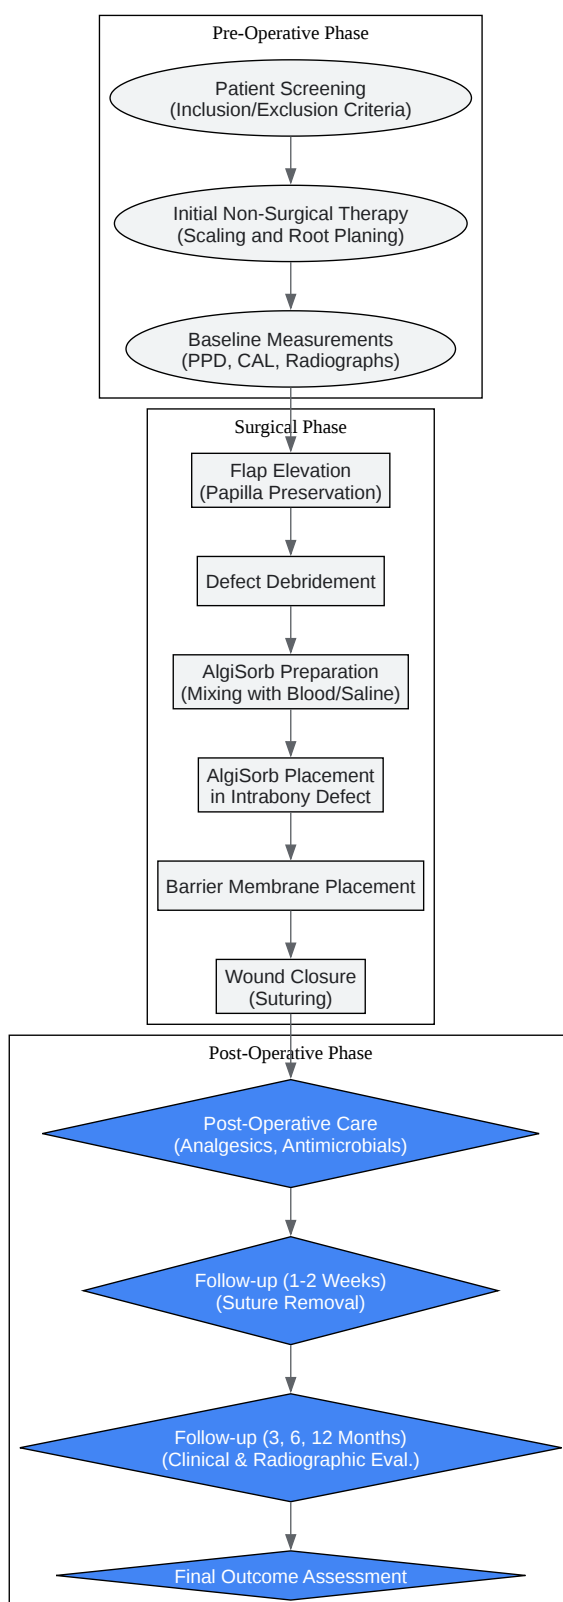 Pre-Operative Phase
Patient Screening
(Inclusion/Exclusion Criteria)
Initial Non-Surgical Therapy
(Scaling and Root Planing)
Baseline Measurements
(PPD, CAL, Radiographs)
Surgical Phase
Flap Elevation
(Papilla Preservation)
Defect Debridement
AlgiSorb Preparation
(Mixing with Blood/Saline)
AlgiSorb Placement
in Intrabony Defect
Barrier Membrane Placement
Wound Closure
(Suturing)
Post-Operative Phase
Post-Operative Care
(Analgesics, Antimicrobials)
Follow-up (1-2 Weeks)
(Suture Removal)
Follow-up (3, 6, 12 Months)
(Clinical & Radiographic Eval.)
Final Outcome Assessment